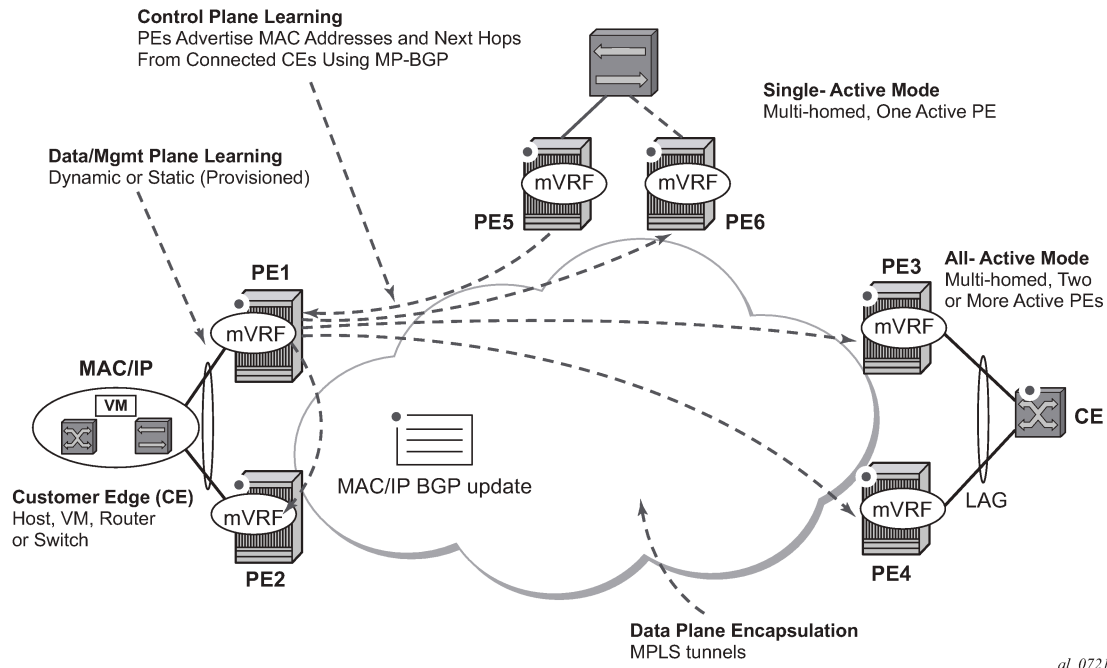 Control Plane Learning
PEs Advertise MAC Addresses and Next Hops
From Connected CEs Using MP-BGP
Single- Active Mode
Multi-homed, One Active PE
Data/Mgmt Plane Learning
Dynamic or Static (Provisioned)
mVRF
mVRF
PE5
PE6
PE1
mVRF
All- Active Mode
Multi-homed, Two
or More Active PEs
PE3
mVRF
MAC/IP
VM
CE
MAC/IP BGP update
Customer Edge (CE)
Host, VM, Router
or Switch
mVRF
PE2
mVRF
LAG
PE4
Data Plane Encapsulation
MPLS tunnels
al_0721